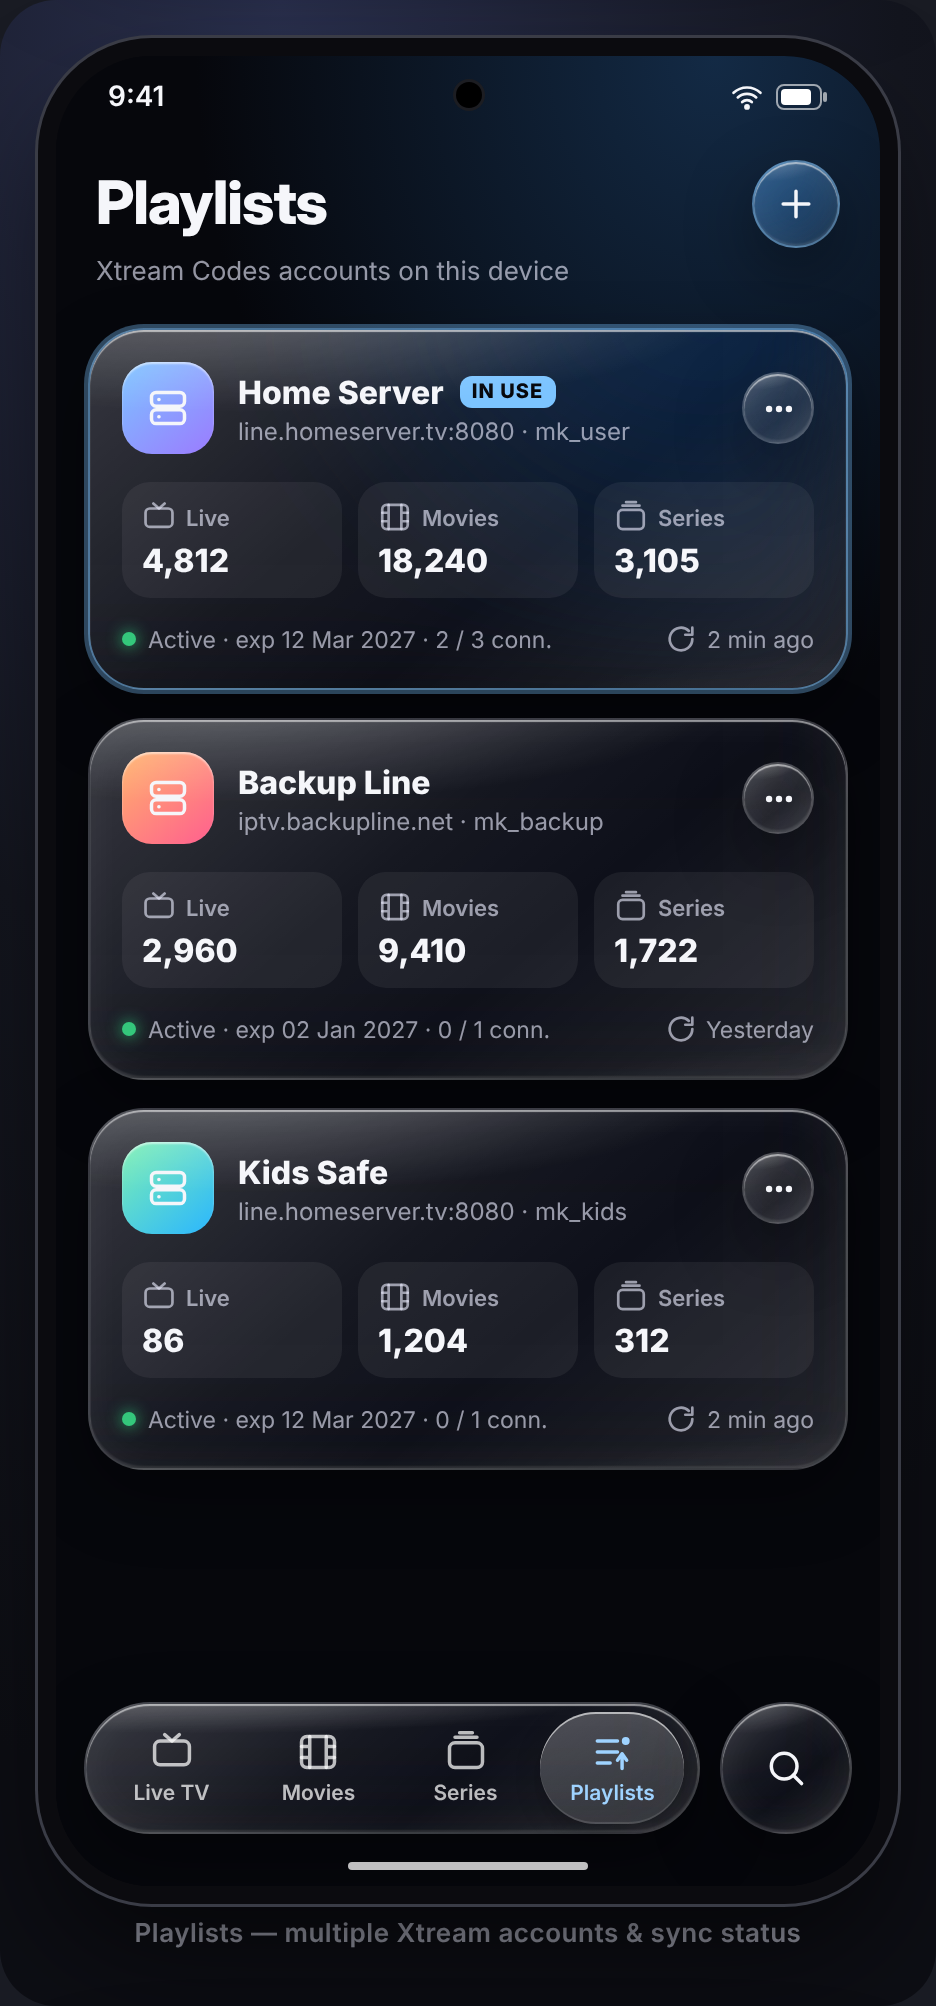 9:41
Playlists
Xtream Codes accounts on this device
Home Server IN USE
line.homeserver.tv:8080 · mk_user
Live Movies Series
4,812 18,240 3,105
Active · exp 12 Mar 2027 · 2 / 3 conn. 2 min ago
Backup Line
iptv.backupline.net · mk_backup
Live Movies Series
2,960 9,410 1,722
Active · exp 02 Jan 2027 · 0 / 1 conn. Yesterday
Kids Safe
line.homeserver.tv:8080 · mk_kids
Live Movies Series
86 1,204 312
Active · exp 12 Mar 2027 · 0 / 1 conn. 2 min ago
Live TV Movies Series Playlists
Playlists — multiple Xtream accounts & sync status